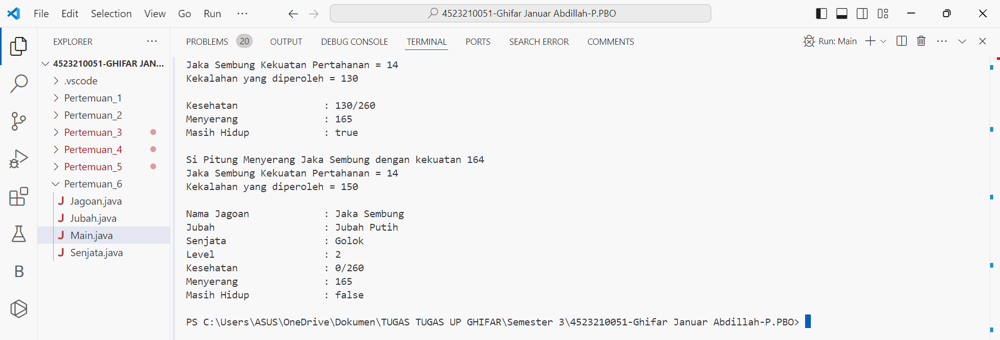 File Edit Selection View Go Run ··· 4523210051-Ghifar Januar Abdillah-P.PBO
EXPLORER ···
4523210051-GHIFAR JAN...
.vscode
Pertemuan_1
Pertemuan_2
Pertemuan_3
Pertemuan_4
Pertemuan_5
Pertemuan_6
J Jagoan.java
J Jubah.java
J Main.java
J Senjata.java
B
PROBLEMS 20 OUTPUT DEBUG CONSOLE TERMINAL PORTS SEARCH ERROR COMMENTS Run: Main ···
Jaka Sembung Kekuatan Pertahanan = 14
Kekalahan yang diperoleh = 130
Kesehatan : 130/260
Menyerang : 165
Masih Hidup : true
Si Pitung Menyerang Jaka Sembung dengan kekuatan 164
Jaka Sembung Kekuatan Pertahanan = 14
Kekalahan yang diperoleh = 150
Nama Jagoan : Jaka Sembung
Jubah : Jubah Putih
Senjata : Golok
Level : 2
Kesehatan : 0/260
Menyerang : 165
Masih Hidup : false
PS C:\Users\ASUS\OneDrive\Dokumen\TUGAS TUGAS UP GHIFAR\Semester 3\4523210051-Ghifar Januar Abdillah-P.PBO>